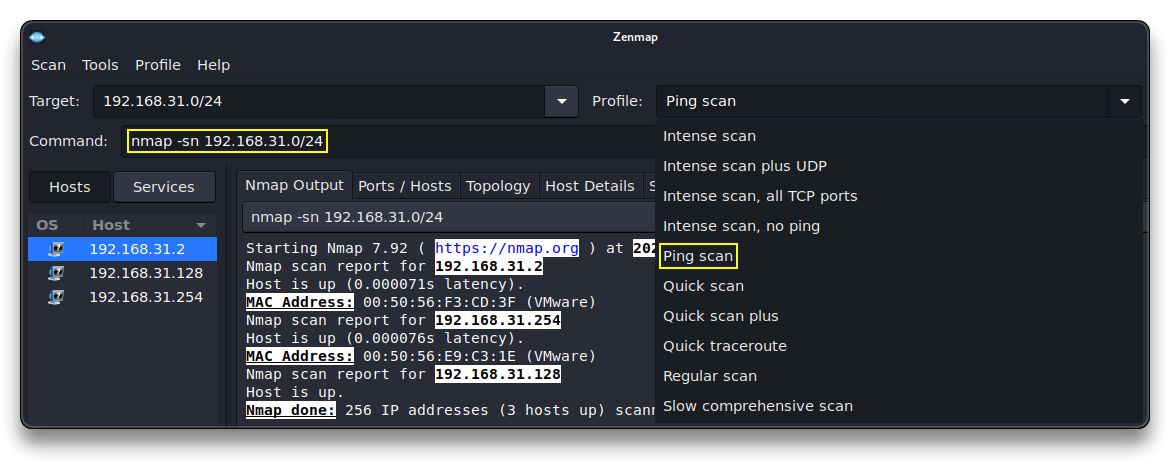 Zenmap
Scan Tools Profile Help
Target: 192.168.31.0/24 Profile: Ping scan
Command: nmap -sn 192.168.31.0/24
Hosts Services
OS Host
192.168.31.2
192.168.31.128
192.168.31.254
Nmap Output Ports / Hosts Topology Host Details S
nmap -sn 192.168.31.0/24
Starting Nmap 7.92 ( https://nmap.org ) at 202
Nmap scan report for 192.168.31.2
Host is up (0.000071s latency).
MAC Address: 00:50:56:F3:CD:3F (VMware)
Nmap scan report for 192.168.31.254
Host is up (0.000076s latency).
MAC Address: 00:50:56:E9:C3:1E (VMware)
Nmap scan report for 192.168.31.128
Host is up.
Nmap done: 256 IP addresses (3 hosts up) scann
Intense scan
Intense scan plus UDP
Intense scan, all TCP ports
Intense scan, no ping
Ping scan
Quick scan
Quick scan plus
Quick traceroute
Regular scan
Slow comprehensive scan